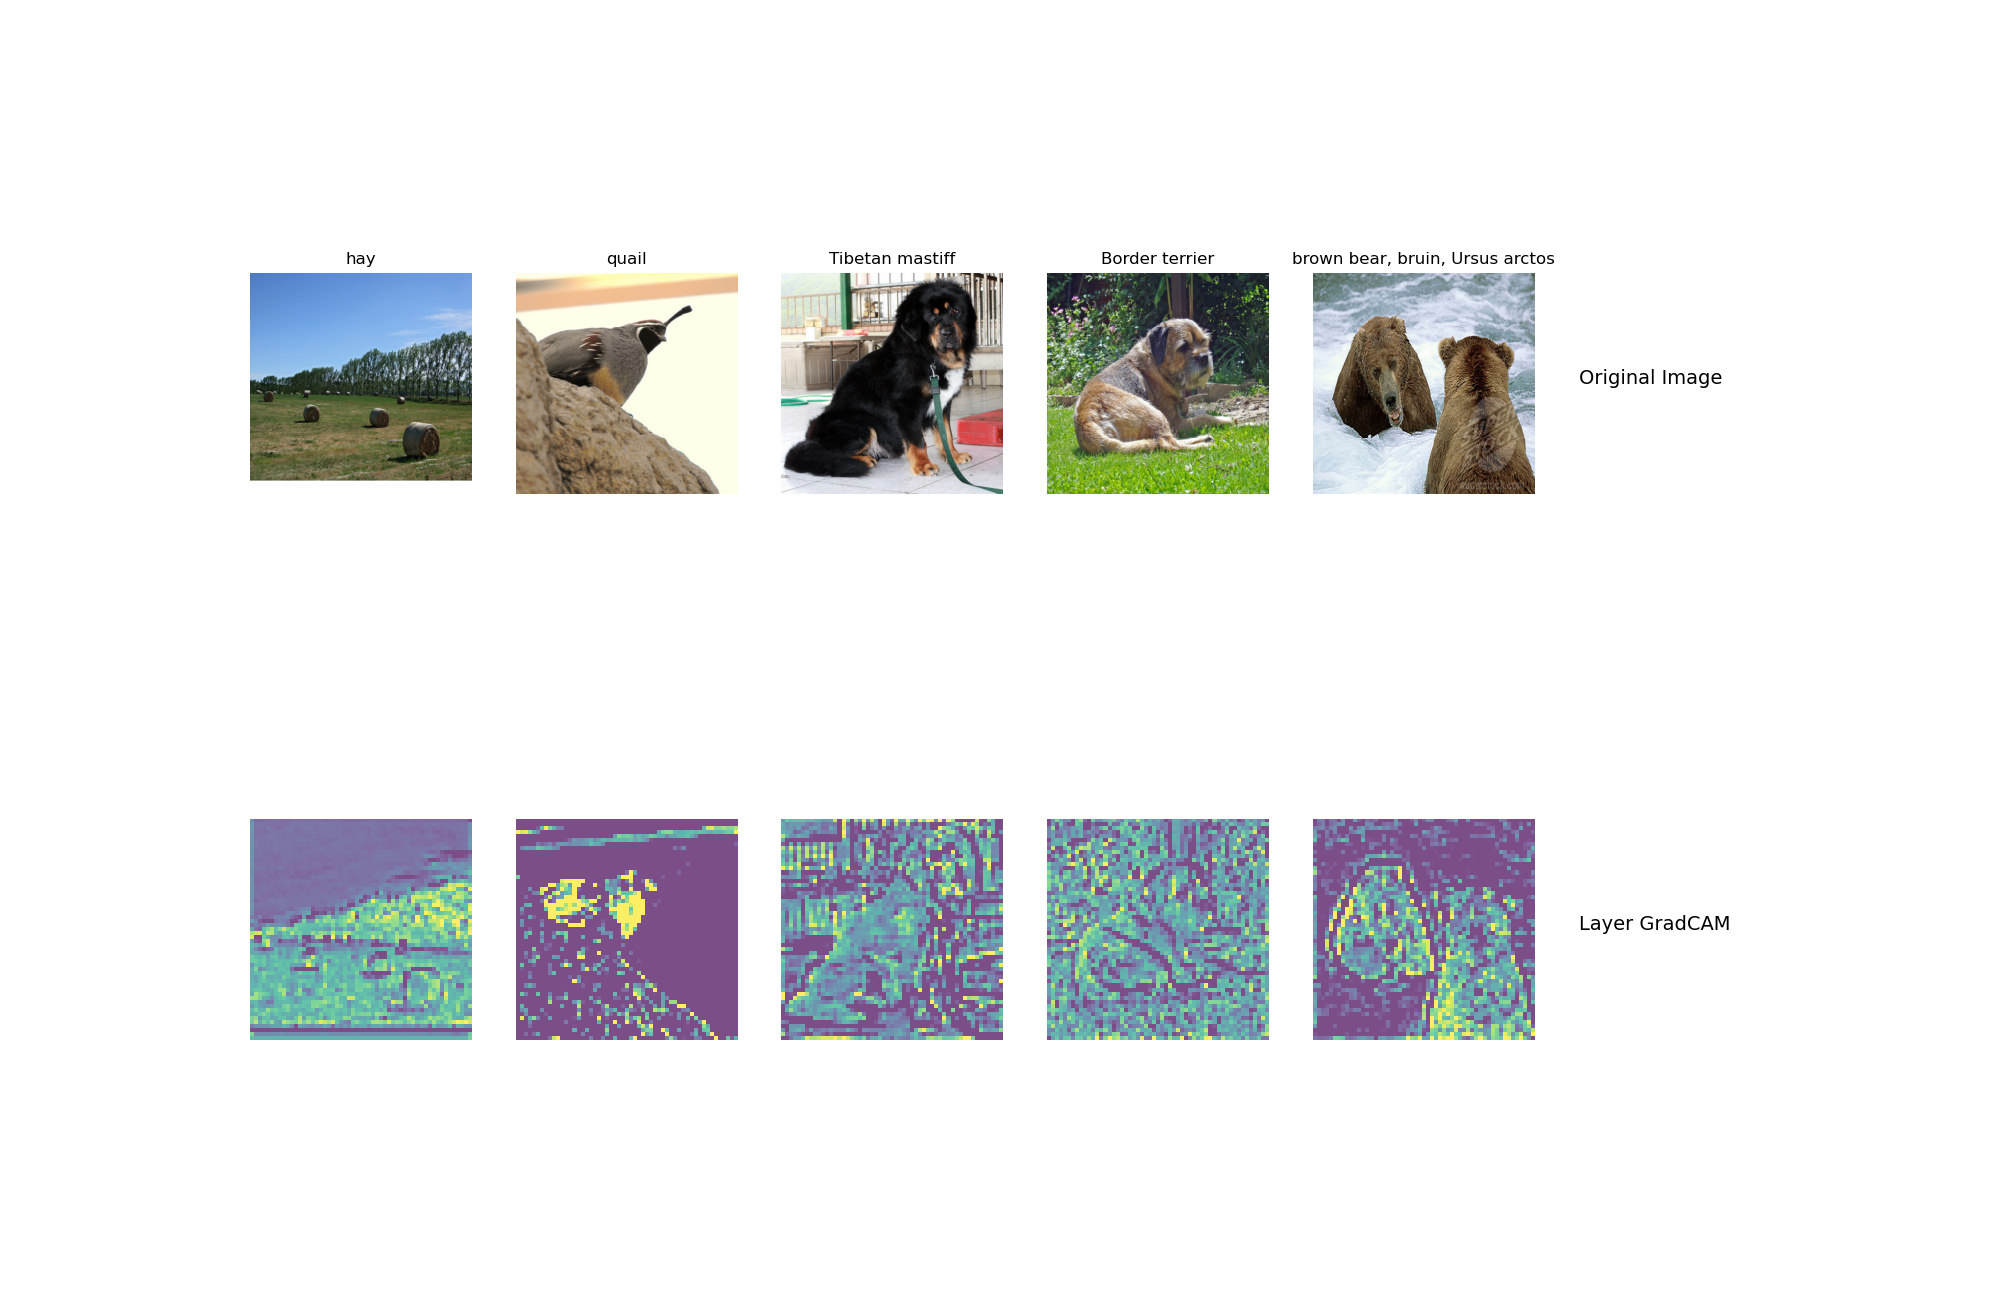 hay
quail
Tibetan mastiff
Border terrier
brown bear, bruin, Ursus arctos
Original Image
Layer GradCAM